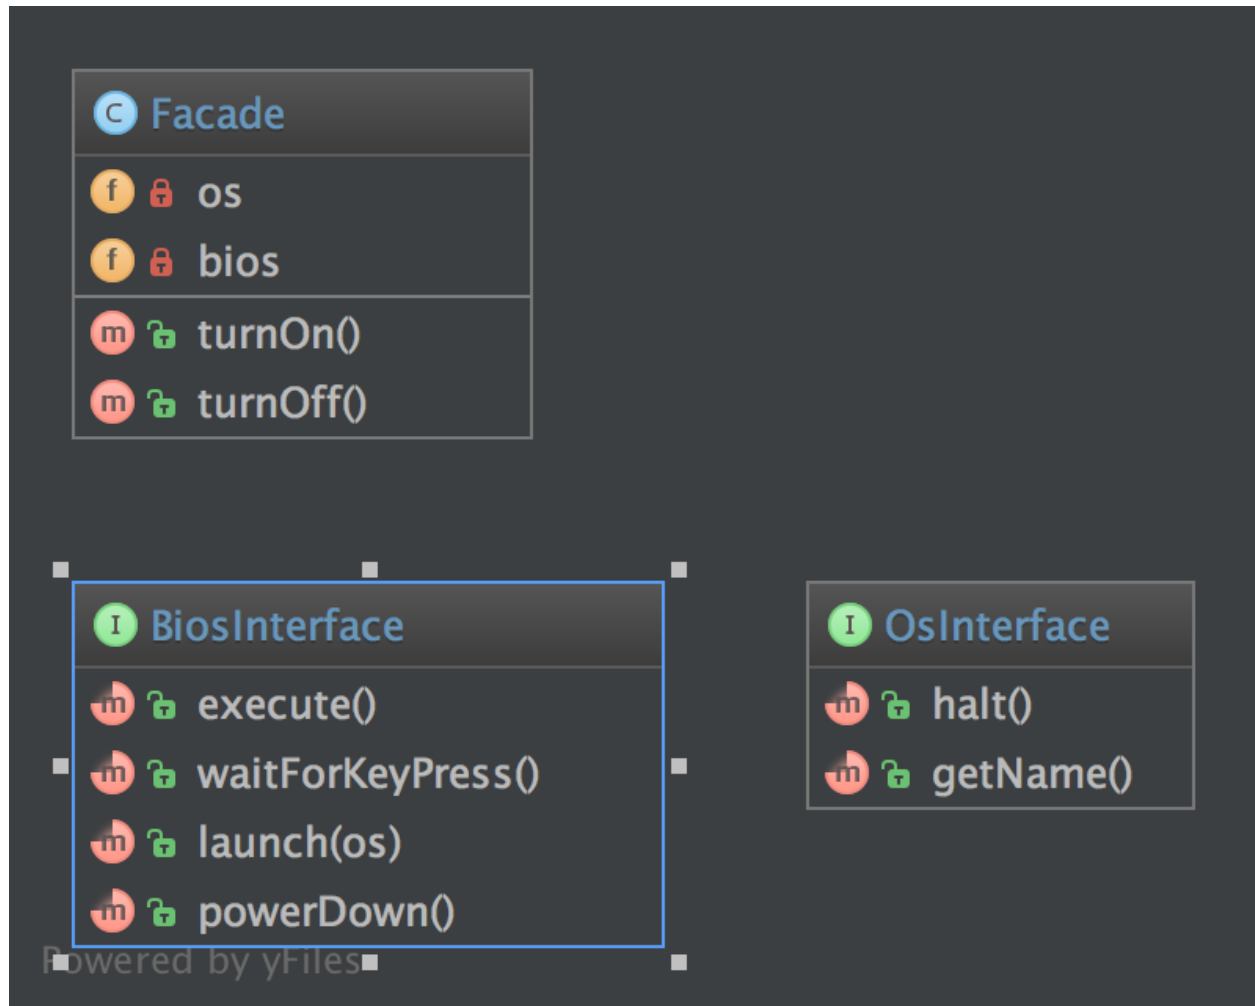 C Facade
f os
f bios
m turnOn()
m turnOff()
I BiosInterface
m execute()
m waitForKeyPress()
m launch(os)
m powerDown()
I OsInterface
m halt()
m getName()
Powered by yFiles